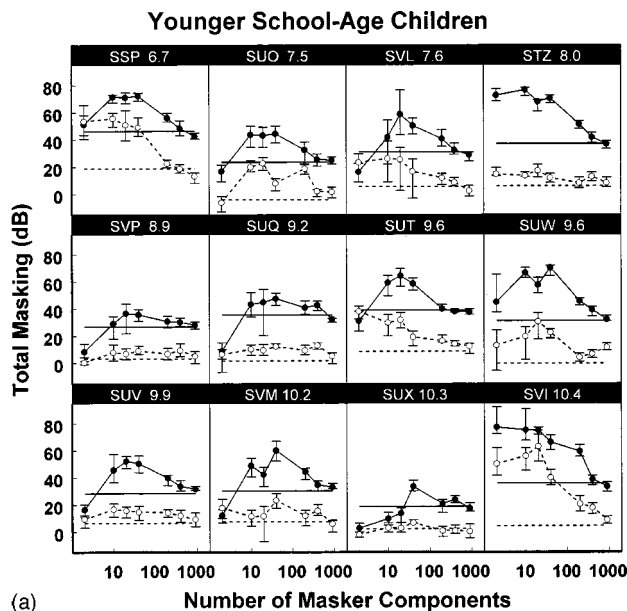 Younger School-Age Children
SSP 6.7 SUO 7.5 SVL 7.6 STZ 8.0
80
60
40
20
0
SVP 8.9 SUQ 9.2 SUT 9.6 SUW 9.6
80
60
40
20
0
SUV 9.9 SVM 10.2 SUX 10.3 SVI 10.4
80
60
40
20
0
Total Masking (dB)
10 100 1000 10 100 1000 10 100 1000 10 100 1000
(a) Number of Masker Components